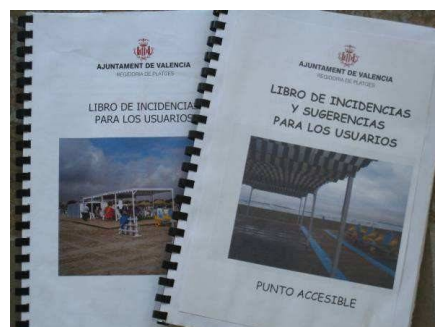 AJUNTAMENT DE VALENCIA
REGIDORIA DE PLATGES
LIBRO DE INCIDENCIAS
PARA LOS USUARIOS
AJUNTAMENT DE VALENCIA
REGIDORIA DE PLATGES
LIBRO DE INCIDENCIAS
Y SUGERENCIAS
PARA LOS USUARIOS
PUNTO ACCESIBLE